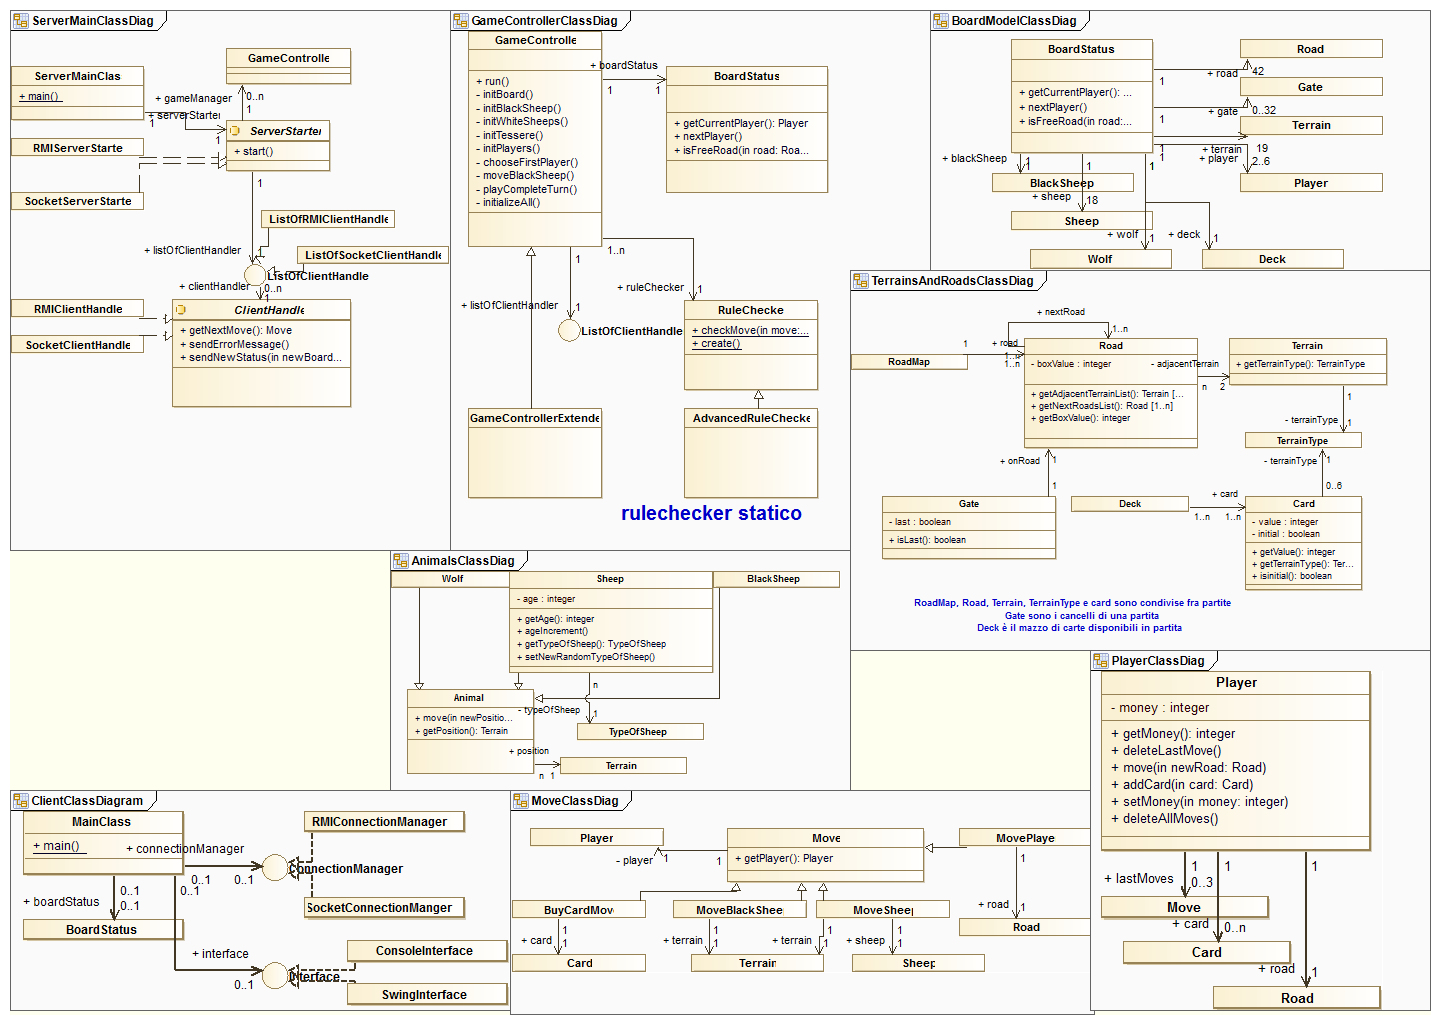 ServerMainClassDiag
GameController
ServerMainClas
+ main()
+ gameManager
0..n
1
+ serverStarter
1
ServerStarter
1
+ start()
RMIServerStarte
SocketServerStarte
1
ListOfRMIClientHandle
+ listOfClientHandler
1
ListOfSocketClientHandle
ListOfClientHandle
+ clientHandler
0..n
1
RMIClientHandle
SocketClientHandle
ClientHandle
+ getNextMove(): Move
+ sendErrorMessage()
+ sendNewStatus(in newBoard...
GameControllerClassDiag
GameControlle
+ run()
- initBoard()
- initBlackSheep()
- initWhiteSheeps()
- initTessere()
- initPlayers()
- chooseFirstPlayer()
- moveBlackSheep()
- playCompleteTurn()
- initializeAll()
+ boardStatus
1
1
BoardStatus
+ getCurrentPlayer(): Player
+ nextPlayer()
+ isFreeRoad(in road: Roa...
1..n
1
+ ruleChecker
1
+ listOfClientHandler
1
ListOfClientHandle
RuleChecke
+ checkMove(in move:...
+ create()
GameControllerExtende
AdvancedRuleChecke
rulechecker statico
BoardModelClassDiag
BoardStatus
+ getCurrentPlayer(): ...
+ nextPlayer()
+ isFreeRoad(in road:...
Road
1
+ road
42
Gate
1
+ gate
0..32
Terrain
1
+ terrain
19
1
+ player
2..6
Player
+ blackSheep
1
BlackSheep
1
+ sheep
18
Sheep
1
+ wolf
1
Wolf
+ deck
1
Deck
TerrainsAndRoadsClassDiag
+ nextRoad
1..n
1
+ road
1..n
1..n
RoadMap
Road
- boxValue : integer
+ getAdjacentTerrainList(): Terrain [...
+ getNextRoadsList(): Road [1..n]
+ getBoxValue(): integer
- adjacentTerrain
n
2
Terrain
+ getTerrainType(): TerrainType
1
- terrainType
1
TerrainType
- terrainType
1
0..6
+ onRoad
1
1
Gate
- last : boolean
+ isLast(): boolean
Deck
+ card
1..n
1..n
Card
- value : integer
- initial : boolean
+ getValue(): integer
+ getTerrainType(): Ter...
+ isinitial(): boolean
RoadMap, Road, Terrain, TerrainType e card sono condivise fra partite
Gate sono i cancelli di una partita
Deck è il mazzo di carte disponibili in partita
AnimalsClassDiag
Wolf
Sheep
- age : integer
+ getAge(): integer
+ ageIncrement()
+ getTypeOfSheep(): TypeOfSheep
+ setNewRandomTypeOfSheep()
BlackSheep
Animal
+ move(in newPositio...
+ getPosition(): Terrain
n
- typeOfSheep
1
TypeOfSheep
+ position
n
1
Terrain
ClientClassDiagram
MainClass
+ main()
+ connectionManager
0..1
0..1
RMIConnectionManager
ConnectionManager
SocketConnectionManger
0..1
+ boardStatus
0..1
BoardStatus
0..1
+ interface
0..1
Interface
ConsoleInterface
SwingInterface
MoveClassDiag
Player
- player
1
1
Move
+ getPlayer(): Player
MovePlaye
1
+ road
1
Road
BuyCardMov
1
+ card
1
Card
MoveBlackShee
1
+ terrain
1
Terrain
MoveSheep
1
+ terrain
1
1
+ sheep
1
Sheep
PlayerClassDiag
Player
- money : integer
+ getMoney(): integer
+ deleteLastMove()
+ move(in newRoad: Road)
+ addCard(in card: Card)
+ setMoney(in money: integer)
+ deleteAllMoves()
1
+ lastMoves
0..3
Move
1
+ card
0..n
Card
1
+ road
1
Road